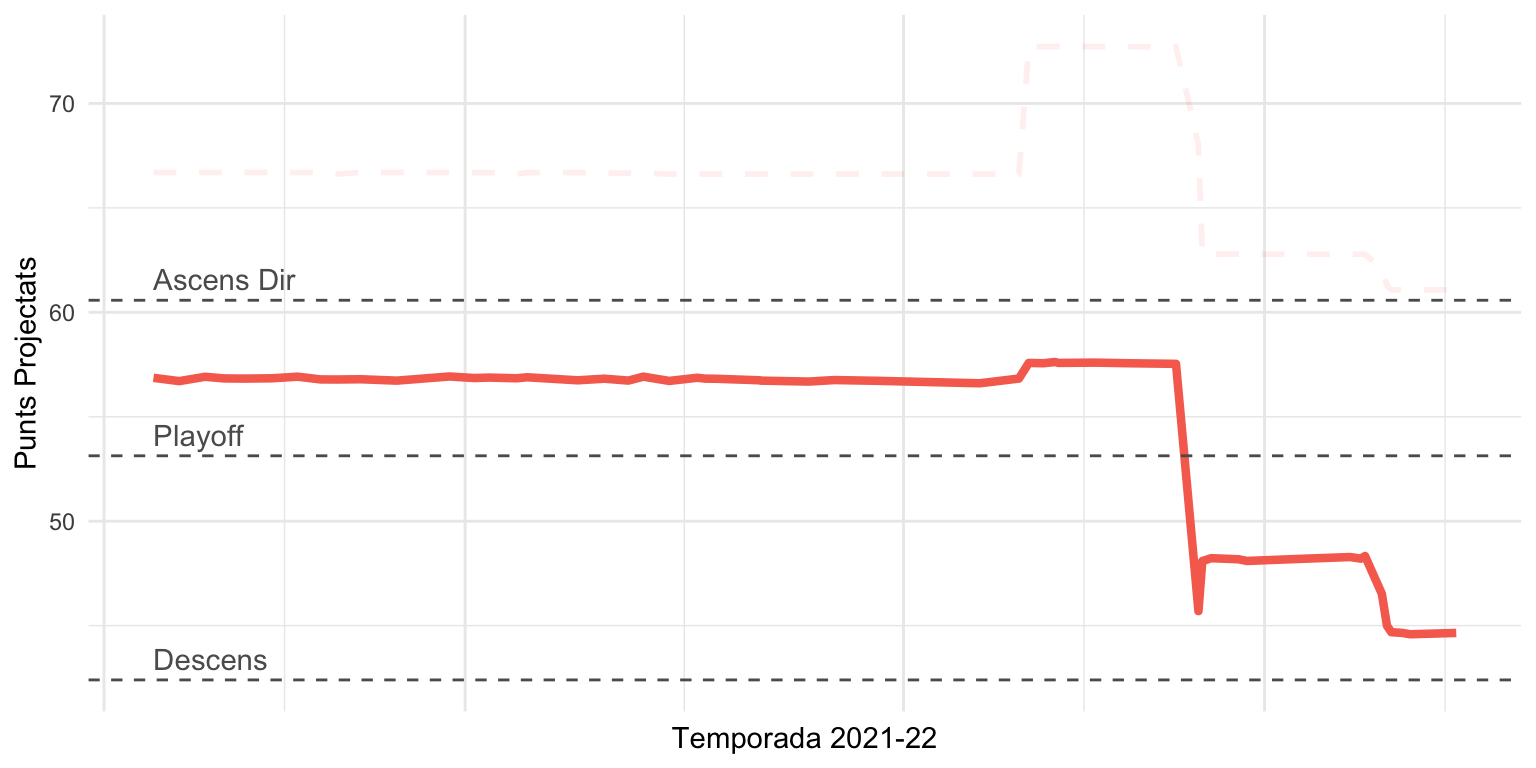 70
Ascens Dir
60
Punts Projectats
Playoff
50
Descens
Temporada 2021-22